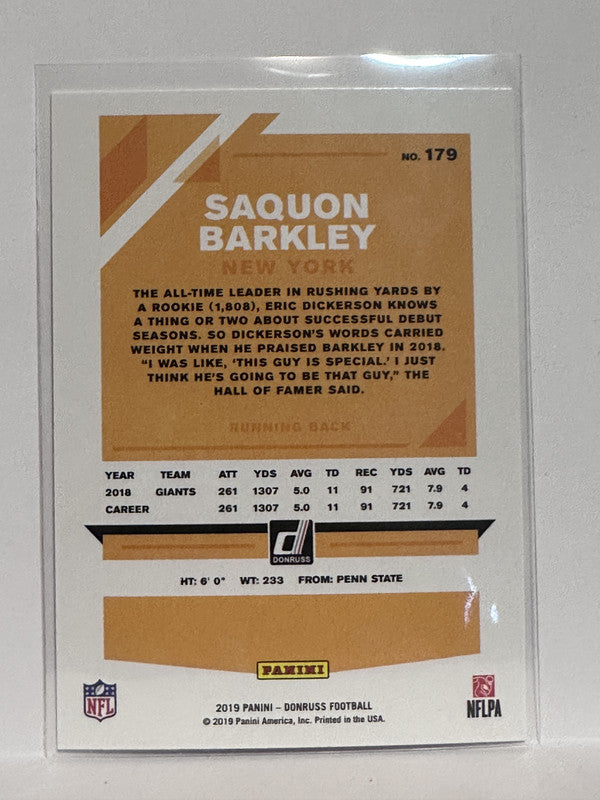 NO. 179
SAQUON
BARKLEY
NEW YORK
THE ALL-TIME LEADER IN RUSHING YARDS BY
A ROOKIE (1,808), ERIC DICKERSON KNOWS
A THING OR TWO ABOUT SUCCESSFUL DEBUT
SEASONS. SO DICKERSON'S WORDS CARRIED
WEIGHT WHEN HE PRAISED BARKLEY IN 2018.
"I WAS LIKE, 'THIS GUY IS SPECIAL.' I JUST
THINK HE'S GOING TO BE THAT GUY," THE
HALL OF FAMER SAID.
RUNNING BACK
YEAR TEAM ATT YDS AVG TD REC YDS AVG TD
2018 GIANTS 261 1307 5.0 11 91 721 7.9 4
CAREER 261 1307 5.0 11 91 721 7.9 4
d
DONRUSS
HT: 6' 0" WT: 233 FROM: PENN STATE
PANINI
NFL
2019 PANINI – DONRUSS FOOTBALL
© 2019 Panini America, Inc. Printed in the USA.
NFLPA